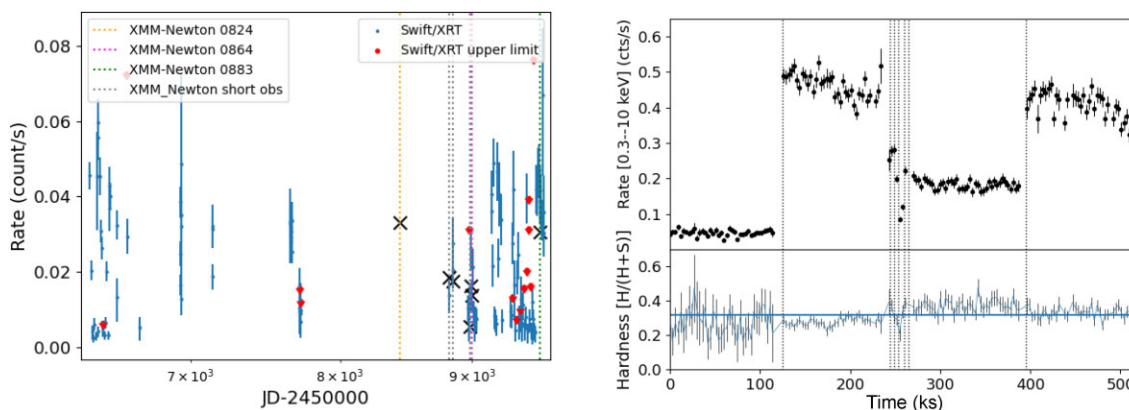 XMM-Newton 0824
XMM-Newton 0864
XMM-Newton 0883
XMM_Newton short obs
Swift/XRT
Swift/XRT upper limit
0.08
0.06
0.04
0.02
0.00
Rate (count/s)
7 × 10³
8 × 10³
9 × 10³
JD-2450000
0.6
0.5
0.4
0.3
0.2
0.1
Rate [0.3--10 keV] (cts/s)
0.6
0.4
0.2
0.0
Hardness [H/(H+S)]
0
100
200
300
400
500
Time (ks)